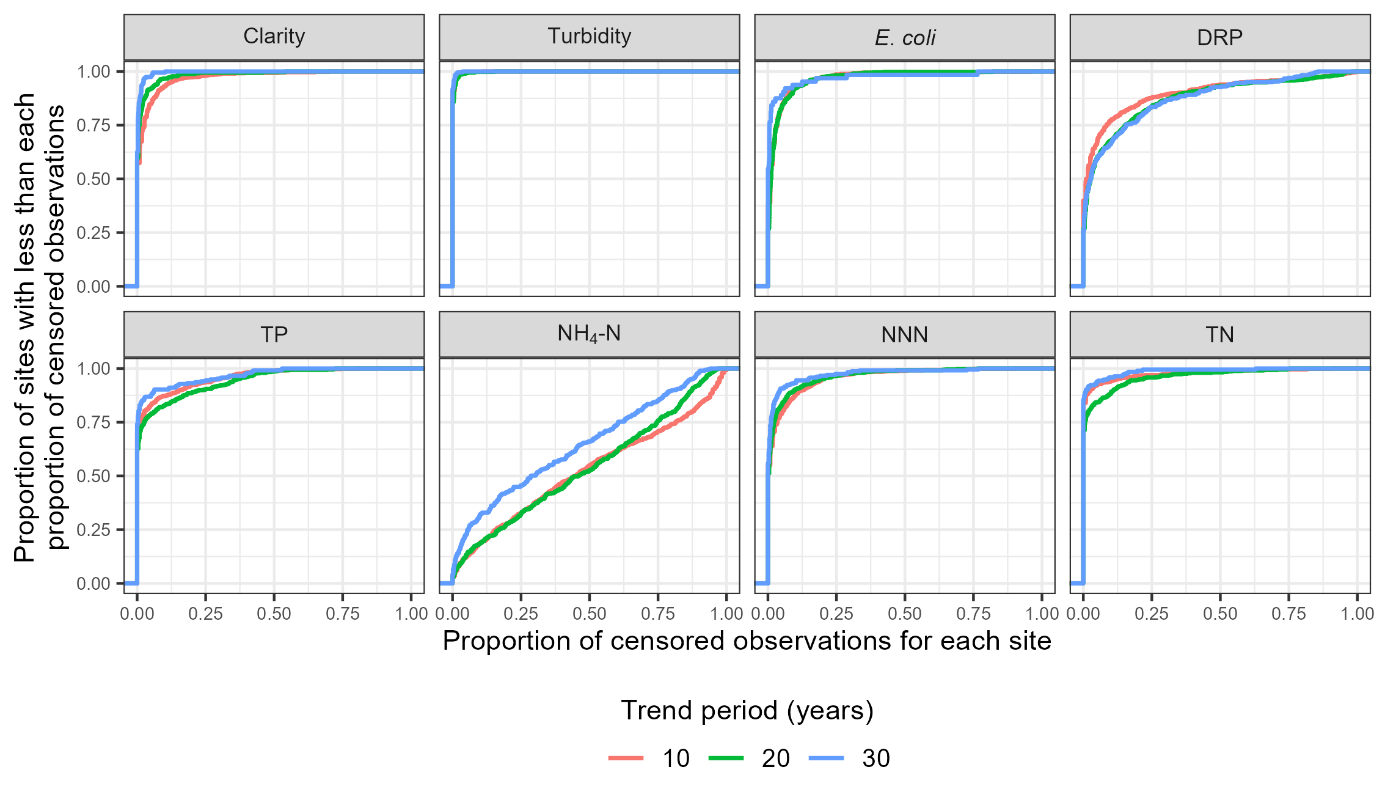 Clarity
Turbidity
E. coli
DRP
1.00
0.75
0.50
0.25
0.00
TP
NH₄-N
NNN
TN
1.00
0.75
0.50
0.25
0.00
0.00 0.25 0.50 0.75 1.00
0.00 0.25 0.50 0.75 1.00
0.00 0.25 0.50 0.75 1.00
0.00 0.25 0.50 0.75 1.00
Proportion of sites with less than each
proportion of censored observations
Proportion of censored observations for each site
Trend period (years)
10 20 30